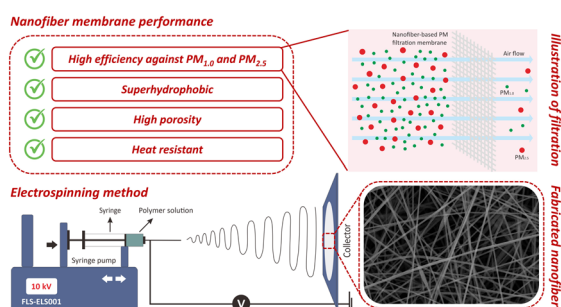 Nanofiber membrane performance
High efficiency against PM1.0 and PM2.5
Superhydrophobic
High porosity
Heat resistant
Nanofiber-based PM
filtration membrane
Air flow
PM1.0
PM2.5
Illustration of filtration
Electrospinning method
Syringe
Polymer solution
Syringe pump
10 kV
FLS-ELS001
V
Collector
Fabricated nanofiber